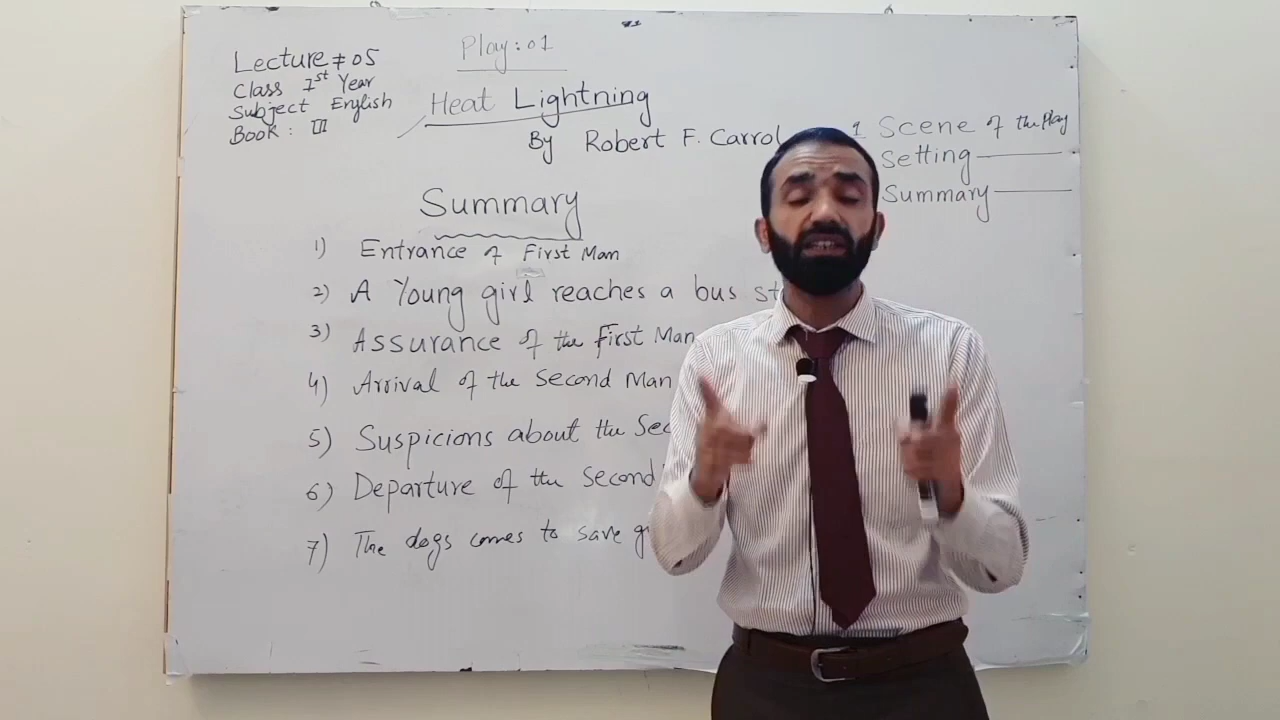 Lecture # 05
Class 1st Year
Subject English
Book: III
Play: 01
Heat Lightning
By Robert F. Carrol
1 Scene of the Play
Setting
Summary
Summary
1) Entrance of First Man
2) A Young girl reaches a bus st
3) Assurance of the First Man
4) Arrival of the Second Man
5) Suspicions about the Sec
6) Departure of the Second
7) The dogs comes to save g